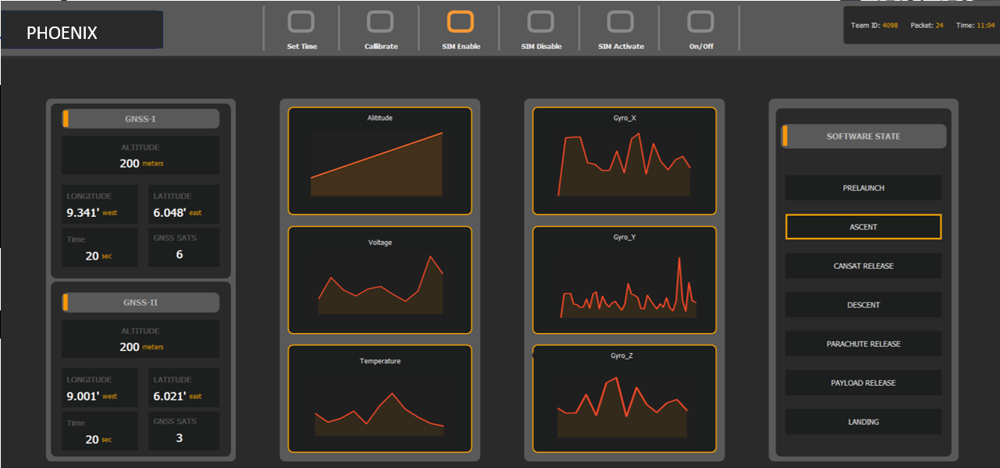 PHOENIX
Set Time
Calibrate
SIM Enable
SIM Disable
SIM Activate
On/Off
Team ID: 4098 Packet: 24 Time: 11:04
GNSS-I
ALTITUDE
200 meters
LONGITUDE
9.341' west
LATITUDE
6.048' east
Time
20 sec
GNSS SATS
6
GNSS-II
ALTITUDE
200 meters
LONGITUDE
9.001' west
LATITUDE
6.021' east
Time
20 sec
GNSS SATS
3
Alititude
Voltage
Temperature
Gyro_X
Gyro_Y
Gyro_Z
SOFTWARE STATE
PRELAUNCH
ASCENT
CANSAT RELEASE
DESCENT
PARACHUTE RELEASE
PAYLOAD RELEASE
LANDING